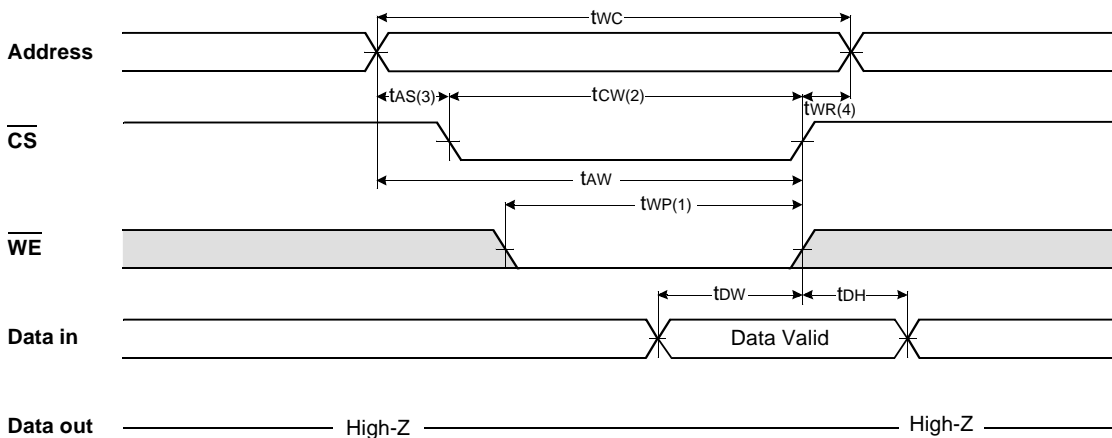 tWC
Address
tAS(3) tCW(2) tWR(4)
CS
tAW
tWP(1)
WE
tDW tDH
Data in Data Valid
Data out High-Z High-Z